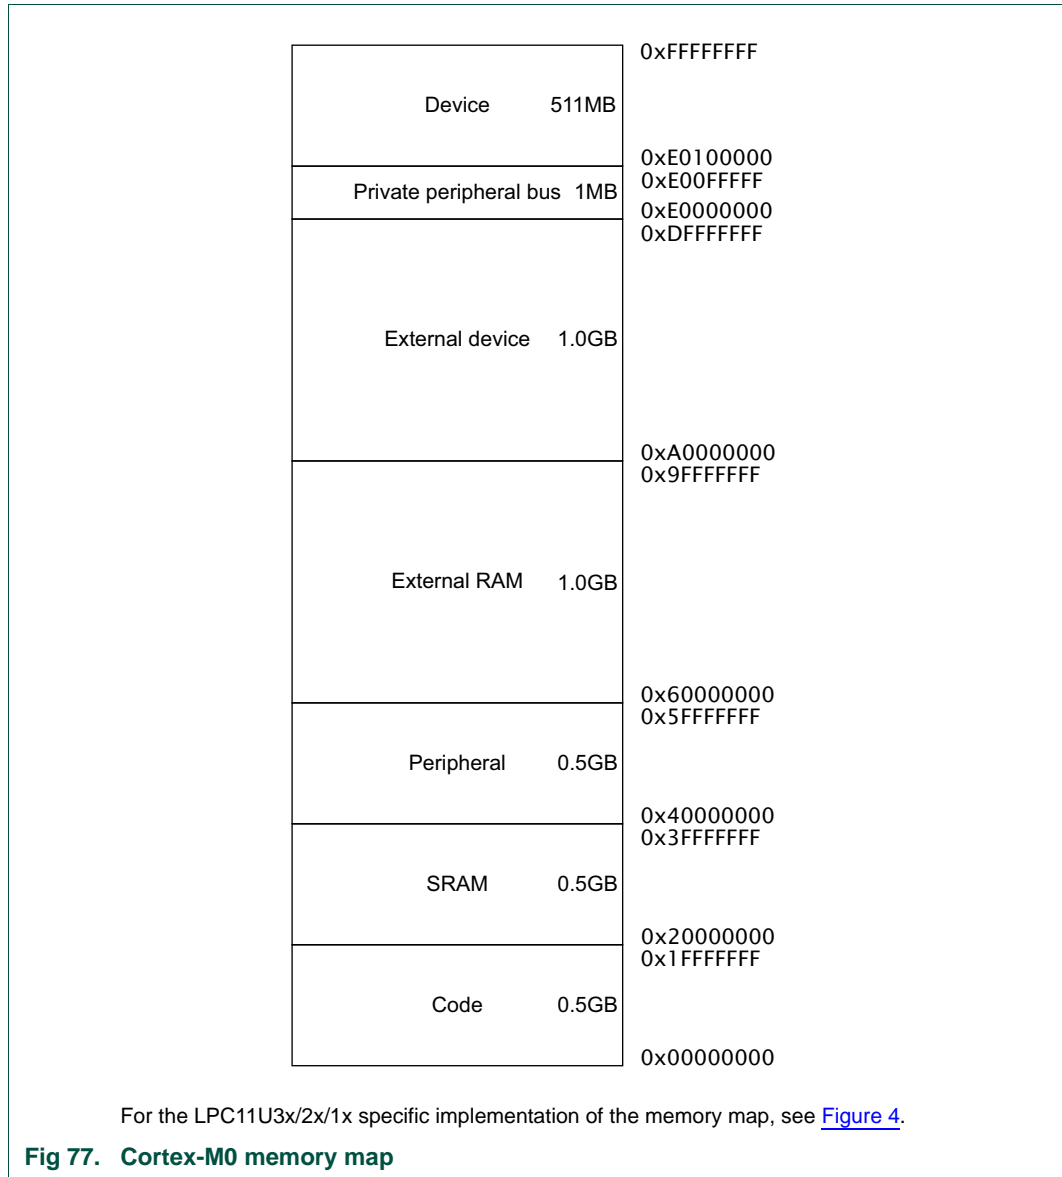 0xFFFFFFFF
Device 511MB
0xE0100000
0xE00FFFFF
Private peripheral bus 1MB
0xE0000000
0xDFFFFFFF
External device 1.0GB
0xA0000000
0x9FFFFFFF
External RAM 1.0GB
0x60000000
0x5FFFFFFF
Peripheral 0.5GB
0x40000000
0x3FFFFFFF
SRAM 0.5GB
0x20000000
0x1FFFFFFF
Code 0.5GB
0x00000000
For the LPC11U3x/2x/1x specific implementation of the memory map, see Figure 4.
Fig 77. Cortex-M0 memory map